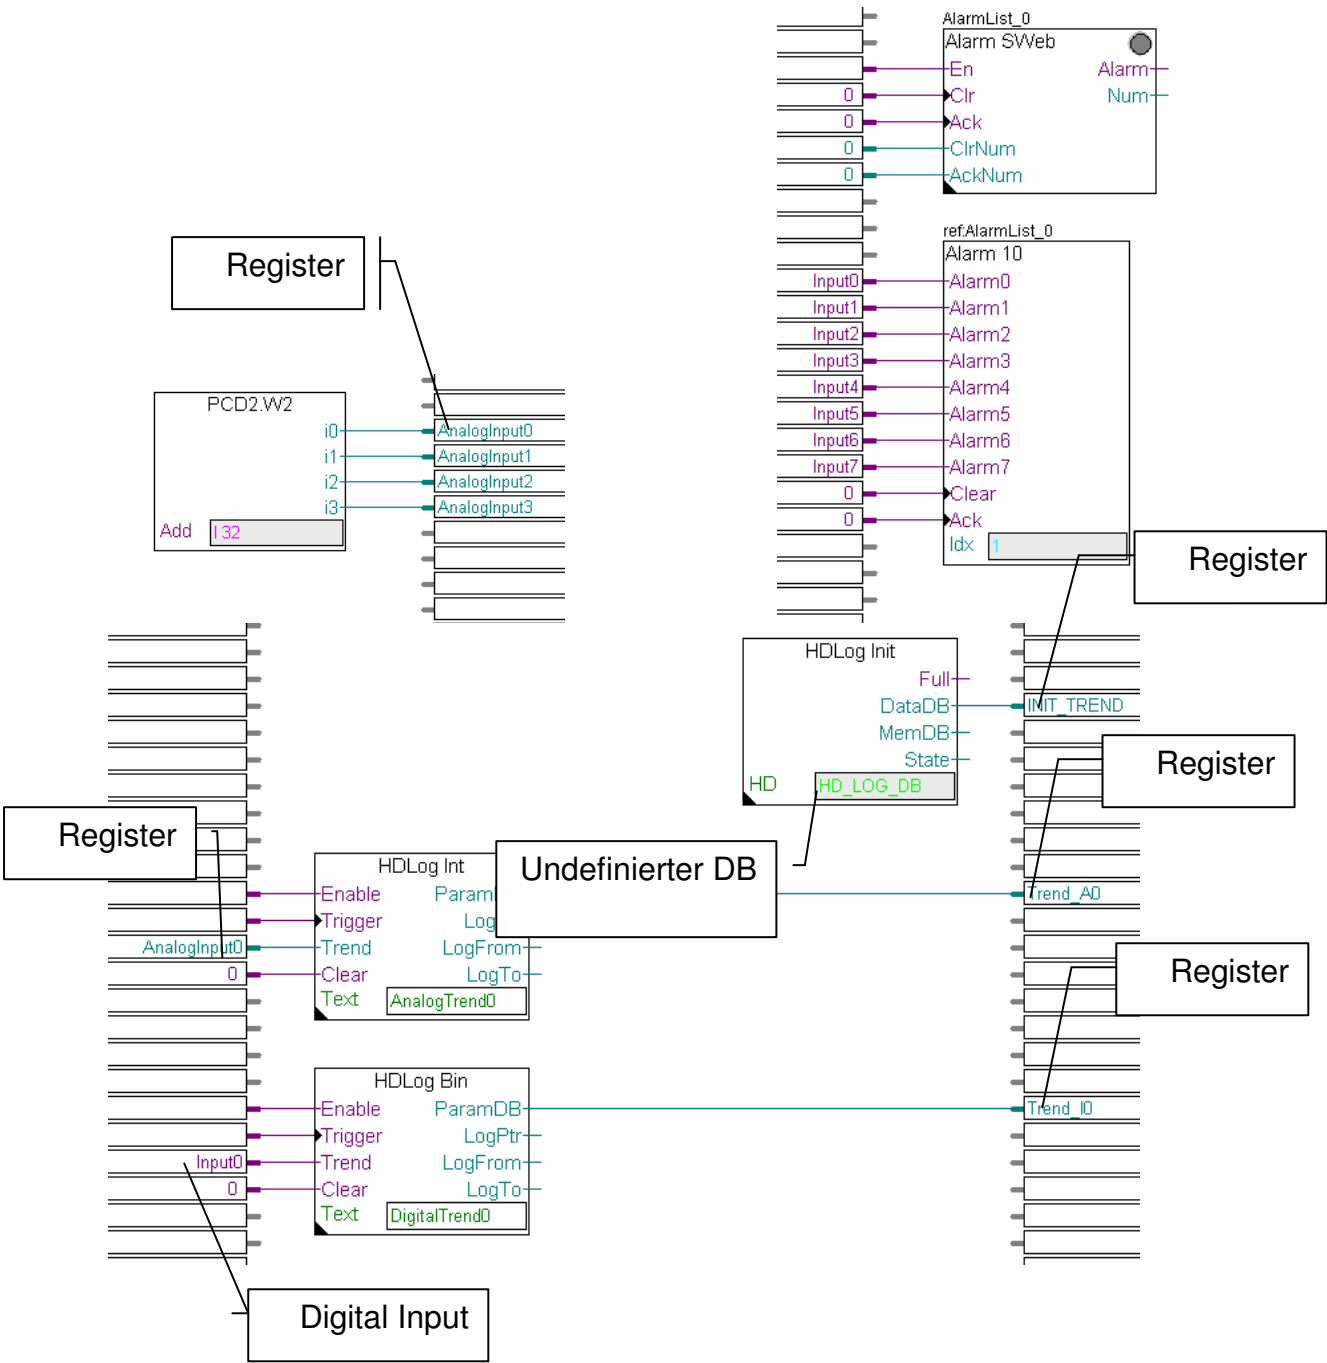 AlarmList_0
Alarm SWeb
En Alarm
0 Clr Num
0 Ack
0 ClrNum
0 AckNum
ref:AlarmList_0
Alarm 10
Input0 Alarm0
Input1 Alarm1
Input2 Alarm2
Input3 Alarm3
Input4 Alarm4
Input5 Alarm5
Input6 Alarm6
Input7 Alarm7
0 Clear
0 Ack
Idx 1
Register
Register
PCD2.W2
i0 AnalogInput0
i1 AnalogInput1
i2 AnalogInput2
i3 AnalogInput3
Add I 32
HDLog Init
Full
DataDB INIT_TREND
MemDB
State
HD HD_LOG_DB
Register
Register
Undefinierter DB
HDLog Int
Enable Param Trend_A0
Trigger Log
AnalogInput0 Trend LogFrom
0 Clear LogTo
Text AnalogTrend0
Register
HDLog Bin
Enable ParamDB Trend_I0
Trigger LogPtr
Input0 Trend LogFrom
0 Clear LogTo
Text DigitalTrend0
Digital Input